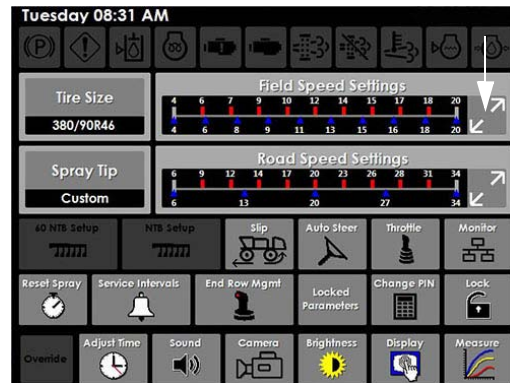 Tuesday 08:31 AM
(P)
Tire Size
380/90R46
Field Speed Settings
4 6 7 9 10 12 14 15 17 18 20
4 6 8 9 11 13 15 16 18 20
Spray Tip
Custom
Road Speed Settings
6 9 12 14 17 20 23 26 28 31 34
6 13 20 27 34
60 NTB Setup
NTB Setup
Slip
Auto Steer
Throttle
Monitor
Reset Spray
Service Intervals
End Row Mgmt
Locked
Parameters
Change PIN
Lock
Override
Adjust Time
Sound
Camera
Brightness
Display
Measure